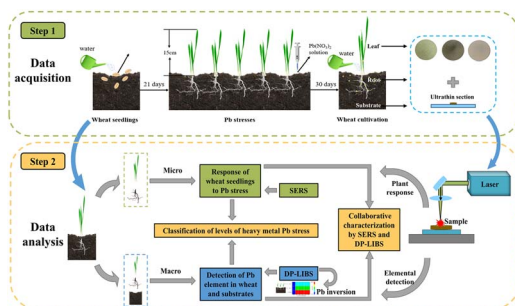 Step 1
Data
acquisition
water
Wheat seedlings
21 days
15cm
Pb(NO3)2
solution
Pb stresses
30 days
water
Wheat cultivation
Leaf
Root
Substrate
Ultrathin section
Step 2
Data
analysis
Micro
Macro
Response of
wheat seedlings
to Pb stress
SERS
Classification of levels of heavy metal Pb stress
Detection of Pb
element in wheat
and substrates
DP-LIBS
Pb inversion
Collaborative
characterization
by SERS and
DP-LIBS
Plant
response
Elemental
detection
Laser
Sample